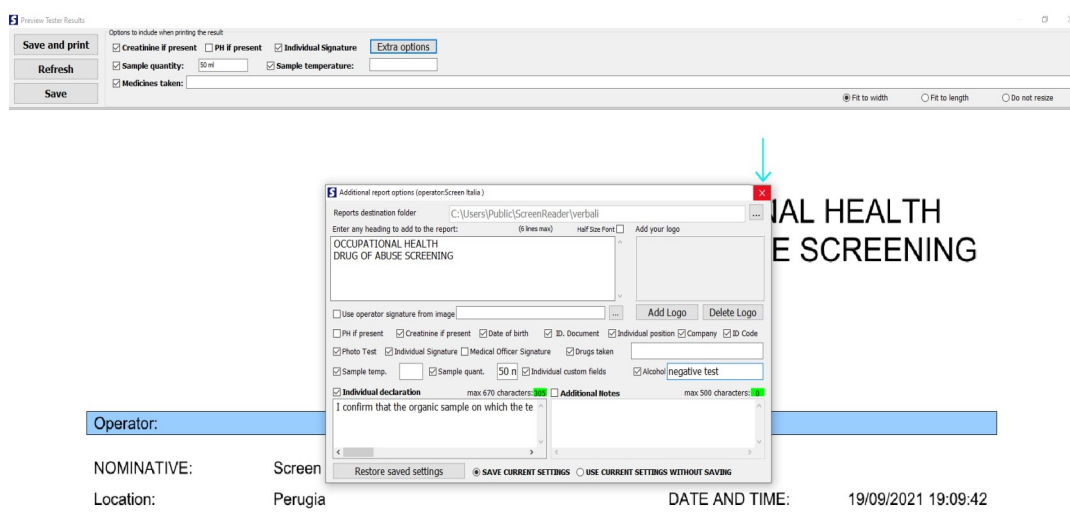 Preview Tester Results
Options to include when printing the result
Save and print
Creatinine if present PH if present Individual Signature Extra options
Refresh
Sample quantity: 50 ml Sample temperature:
Medicines taken:
Save
Fit to width Fit to length Do not resize
Additional report options (operator:Screen Italia )
Reports destination folder C:\Users\Public\ScreenReader\verbali ...
Enter any heading to add to the report: (6 lines max) Half Size Font Add your logo
OCCUPATIONAL HEALTH
DRUG OF ABUSE SCREENING
NAL HEALTH
E SCREENING
Use operator signature from image ... Add Logo Delete Logo
PH if present Creatinine if present Date of birth ID. Document Individual position Company ID Code
Photo Test Individual Signature Medical Officer Signature Drugs taken
Sample temp. Sample quant. 50 n Individual custom fields Alcohol negative test
Individual declaration max 670 characters: 305 Additional Notes max 500 characters: 0
I confirm that the organic sample on which the te
Restore saved settings SAVE CURRENT SETTINGS USE CURRENT SETTINGS WITHOUT SAVING
Operator:
NOMINATIVE: Screen
Location: Perugia DATE AND TIME: 19/09/2021 19:09:42